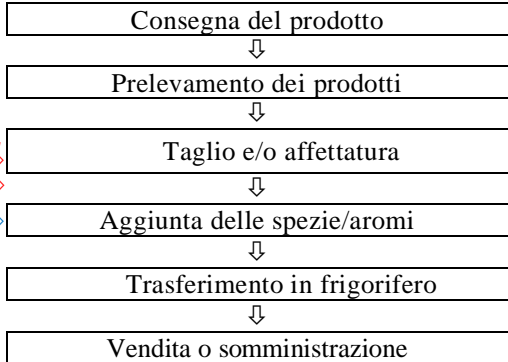 Consegna del prodotto
Prelevamento dei prodotti
Taglio e/o affettatura
Aggiunta delle spezie/aromi
Trasferimento in frigorifero
Vendita o somministrazione